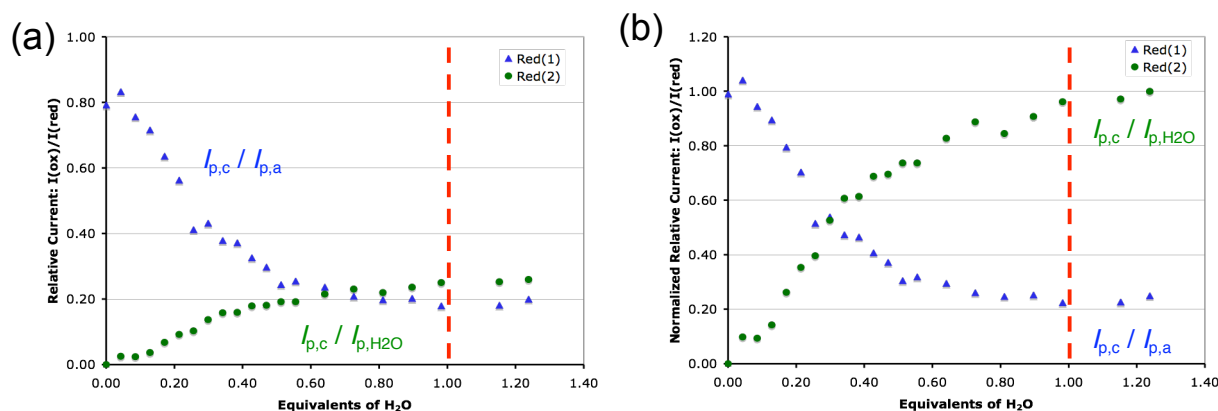 (a)
Relative Current: I(ox)/I(red)
1.00
0.80
0.60
0.40
0.20
0.00
Red(1)
Red(2)
Ip,c / Ip,a
Ip,c / Ip,H2O
0.00 0.20 0.40 0.60 0.80 1.00 1.20 1.40
Equivalents of H2O
(b)
Normalized Relative Current: I(ox)/I(red)
1.20
1.00
0.80
0.60
0.40
0.20
0.00
Red(1)
Red(2)
Ip,c / Ip,H2O
Ip,c / Ip,a
0.00 0.20 0.40 0.60 0.80 1.00 1.20 1.40
Equivalents of H2O